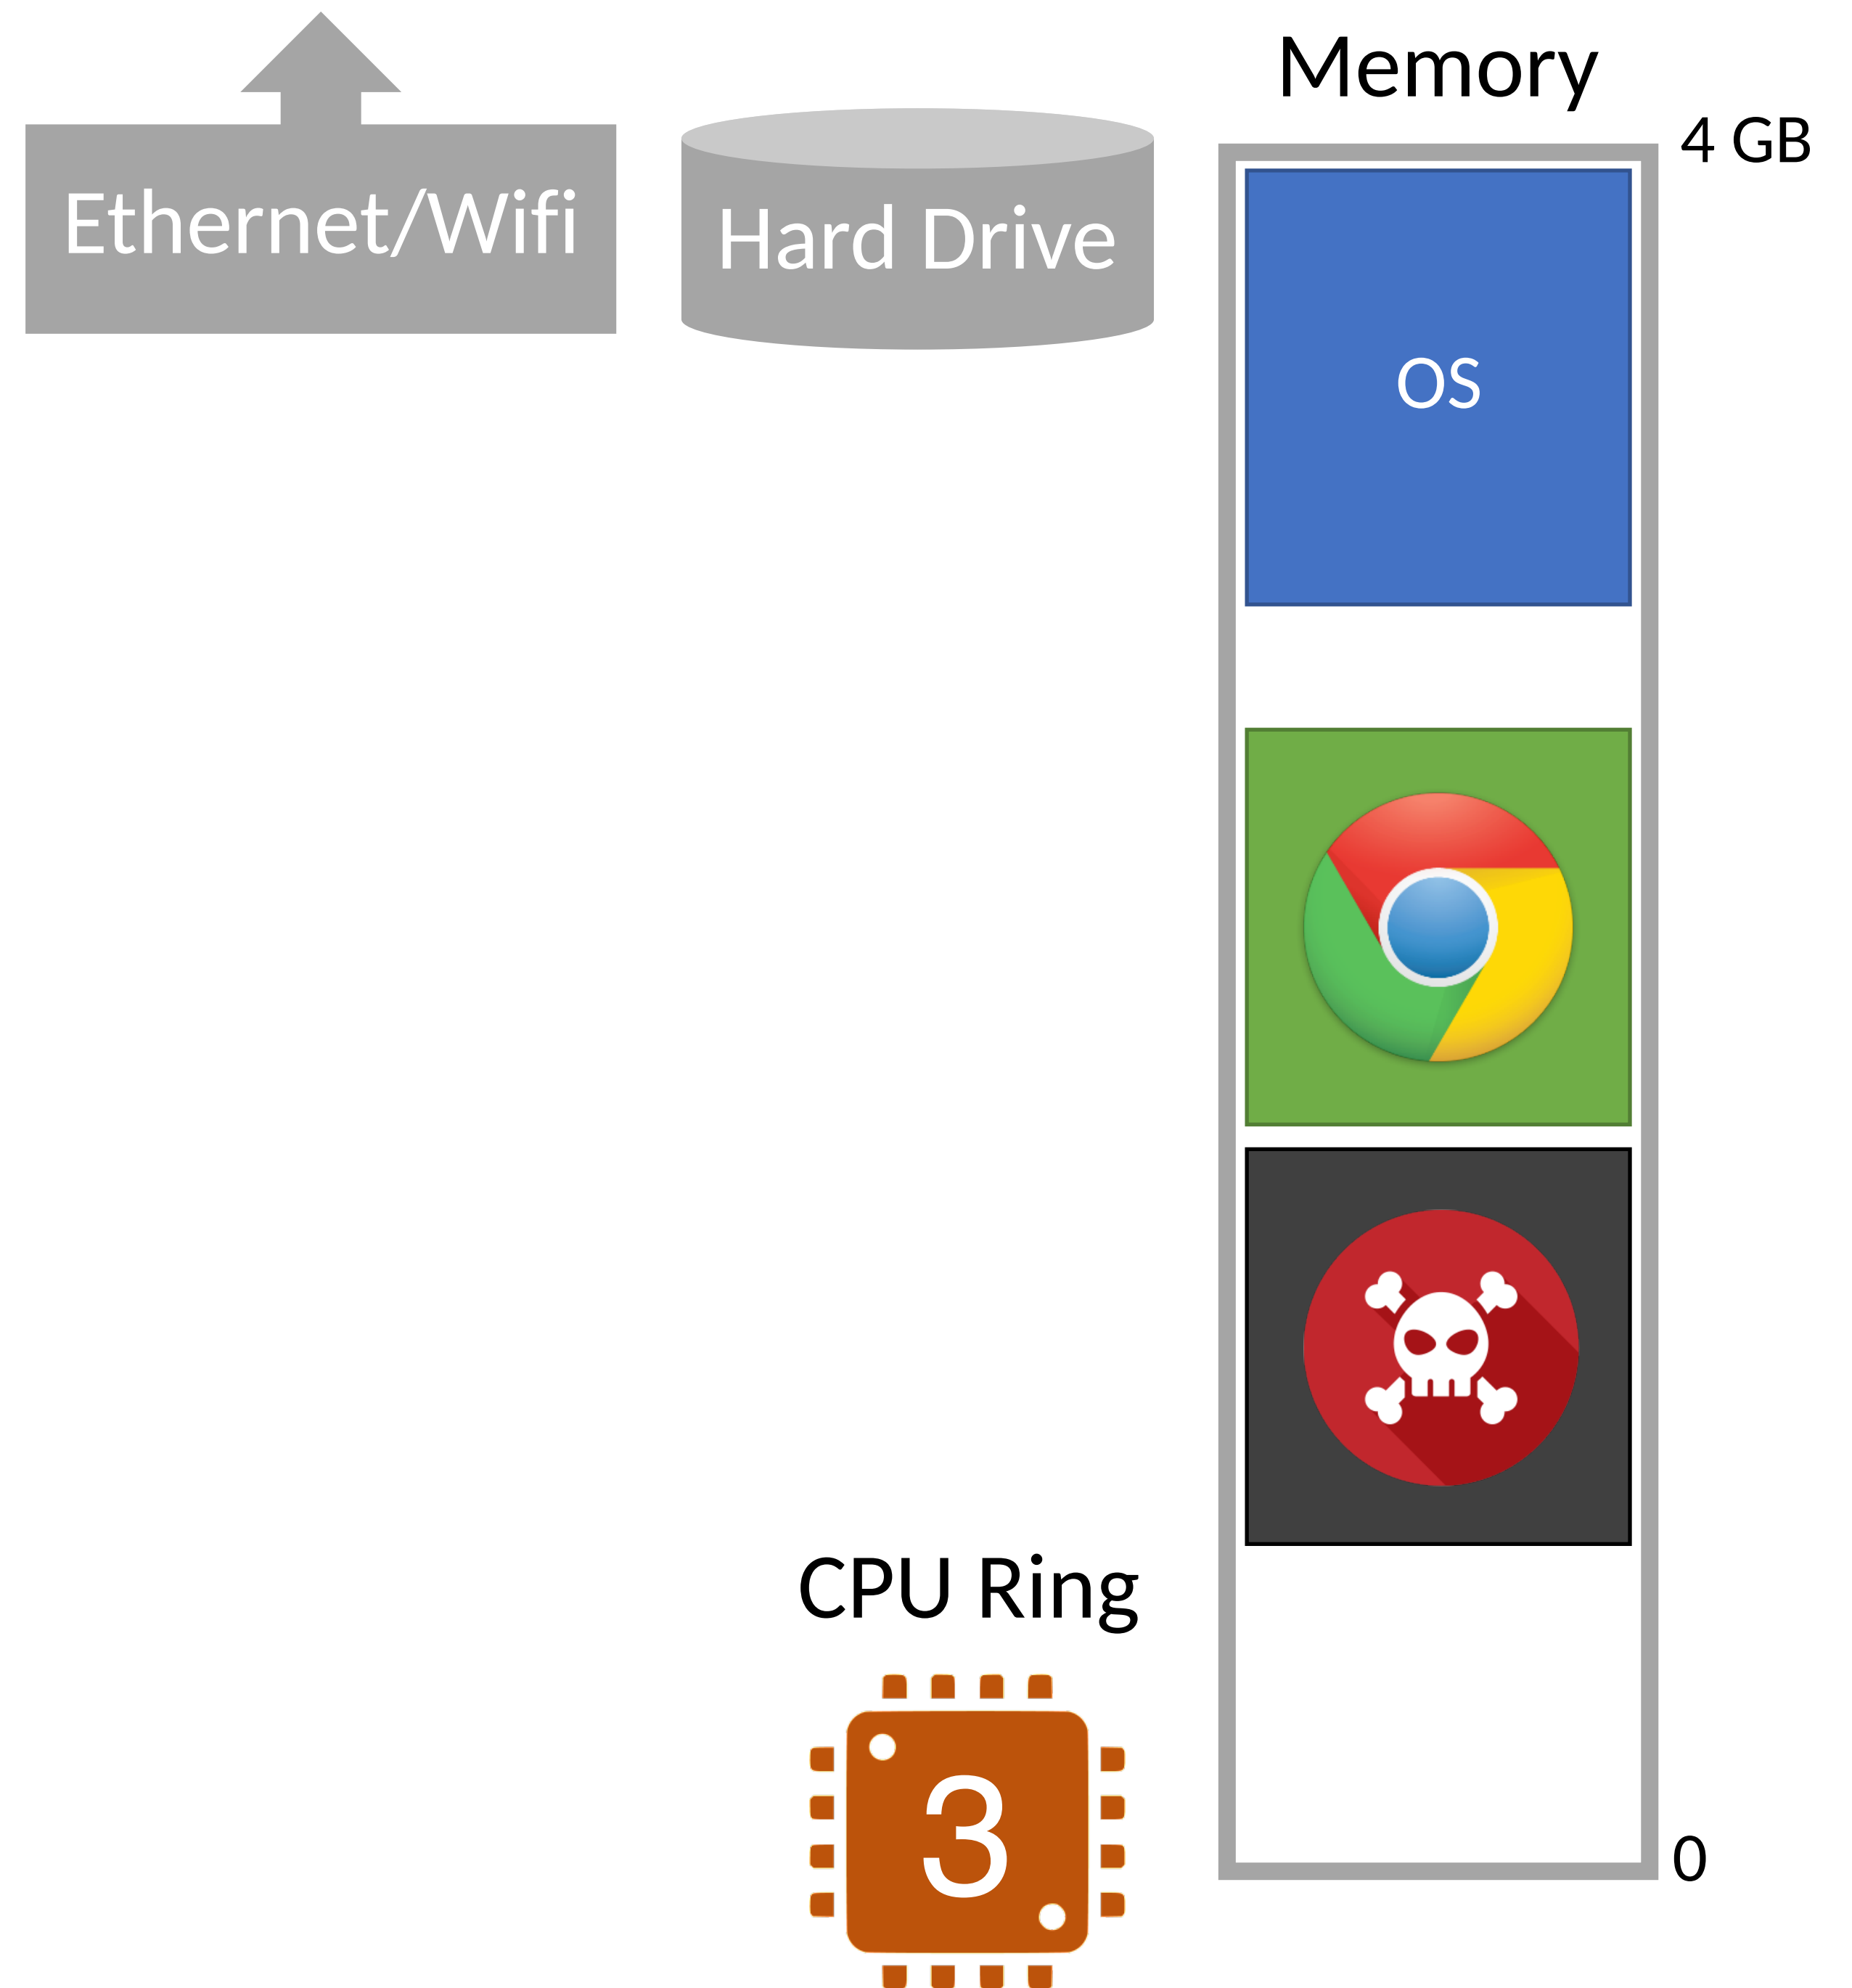 Memory
4 GB
Ethernet/Wifi
Hard Drive
OS
CPU Ring
3
0